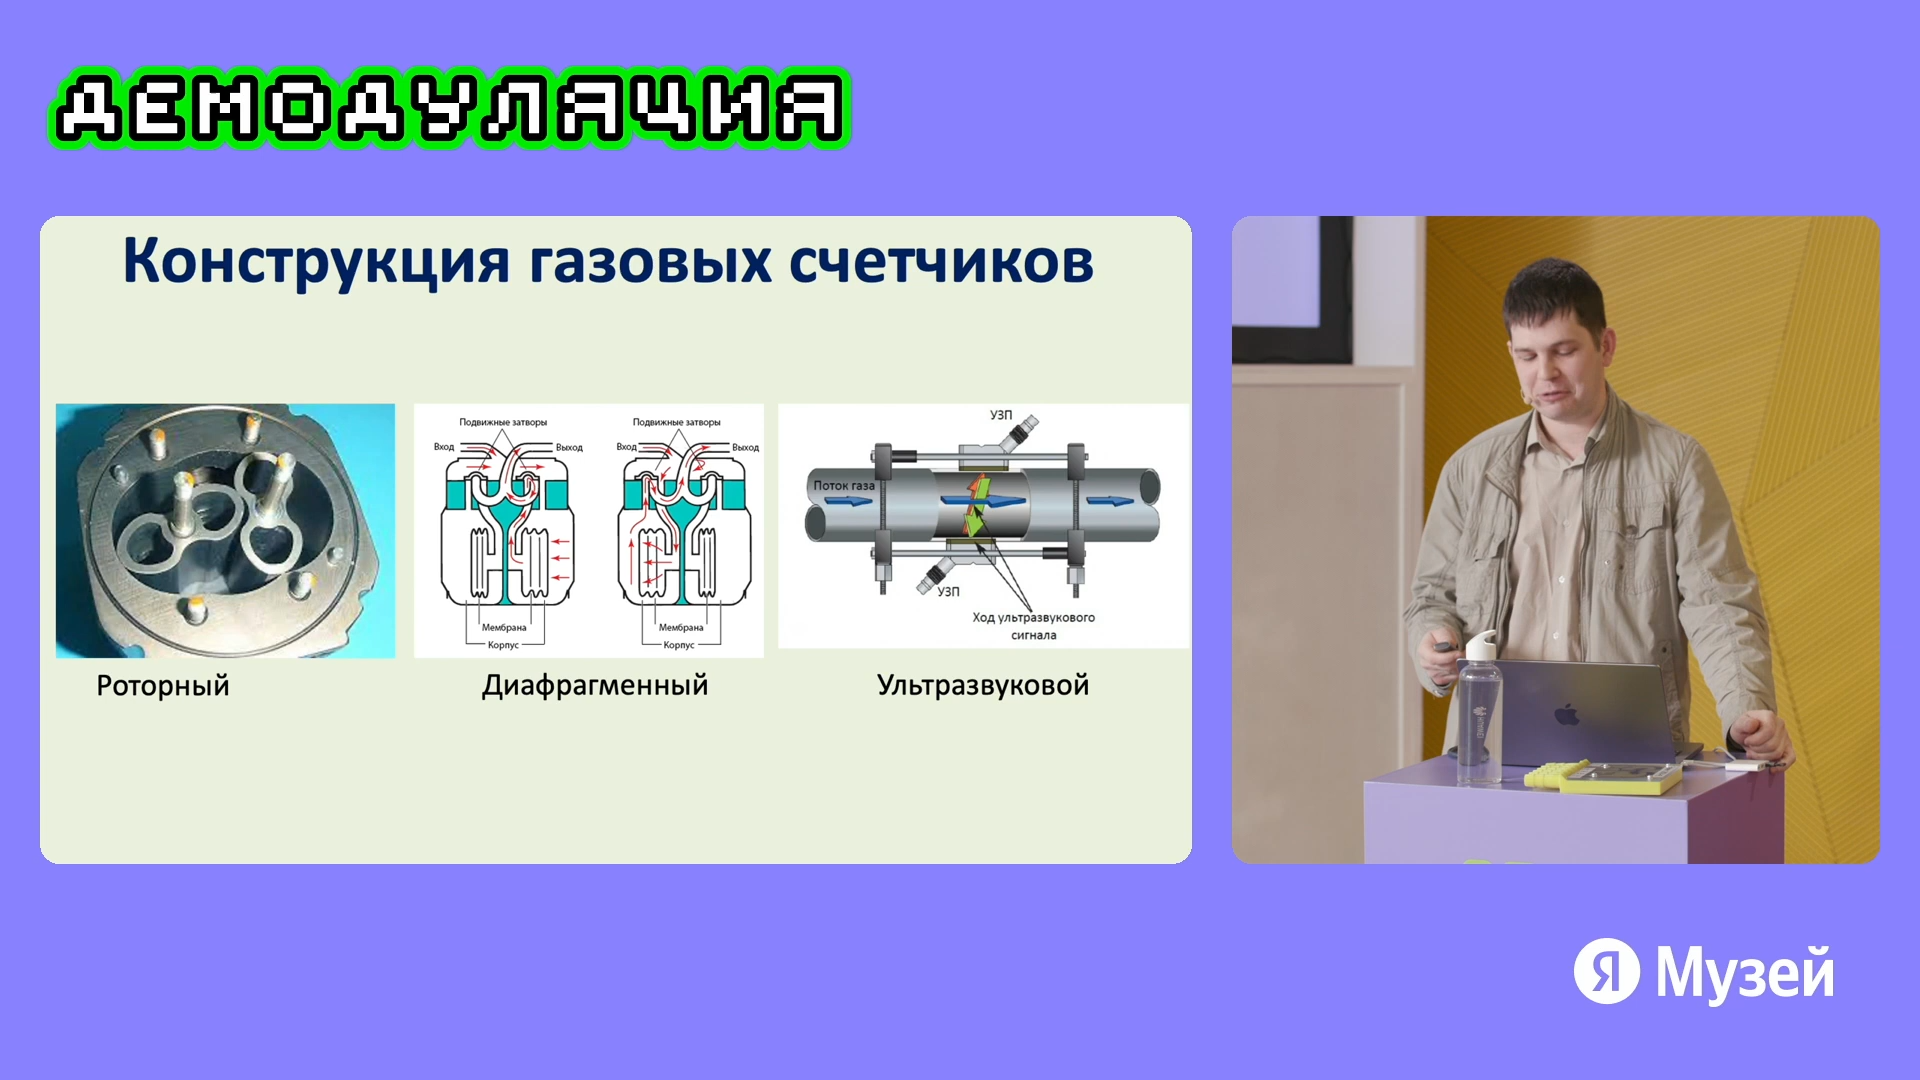 ДЕМОДУЛЯЦИЯ
Конструкция газовых счетчиков
Подвижные затворы
Вход
Выход
Мембрана
Корпус
Подвижные затворы
Вход
Выход
Мембрана
Корпус
УЗП
Поток газа
УЗП
Ход ультразвукового
сигнала
Роторный
Диафрагменный
Ультразвуковой
Я Музей